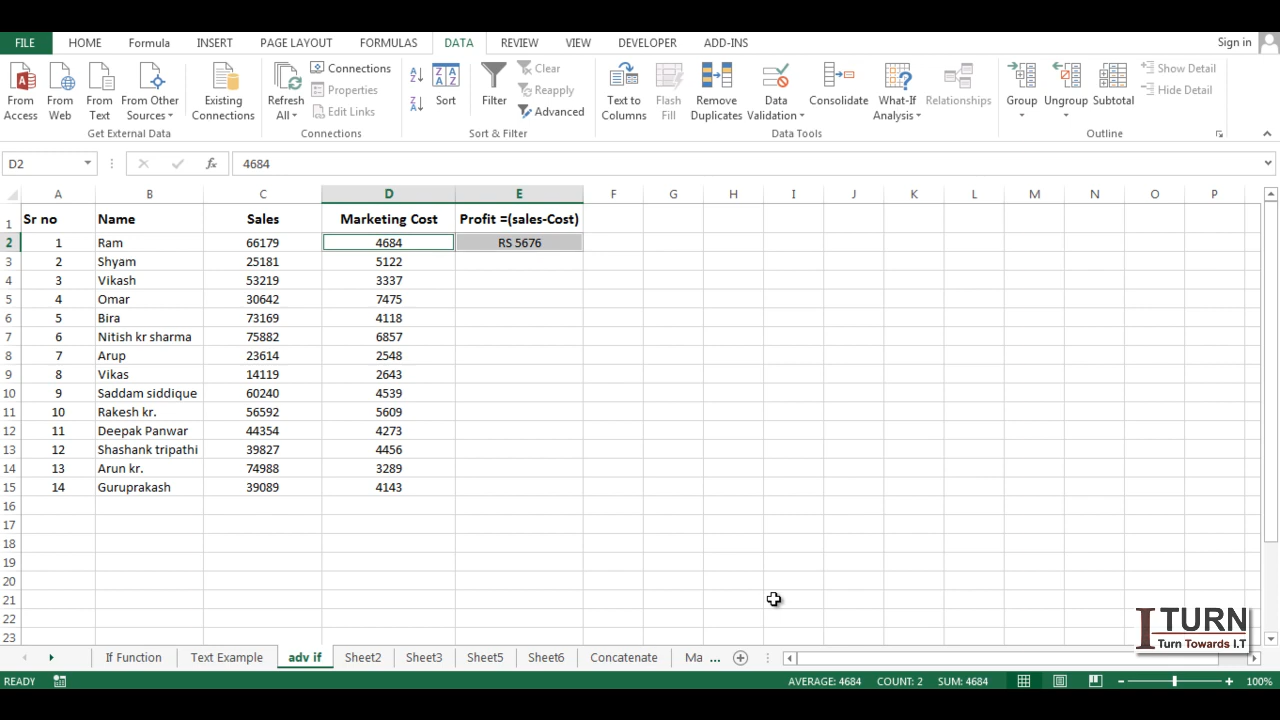 FILE HOME Formula INSERT PAGE LAYOUT FORMULAS DATA REVIEW VIEW DEVELOPER ADD-INS Sign in
From Access From Web From Text From Other Sources Existing Connections
Get External Data
Refresh All Connections Properties Edit Links
Connections
Sort Filter Clear Reapply Advanced
Sort & Filter
Text to Columns Flash Fill Remove Duplicates Data Validation Consolidate What-If Analysis Relationships
Data Tools
Group Ungroup Subtotal Show Detail Hide Detail
Outline
D2 fx 4684
A B C D E F G H I J K L M N O P
1 Sr no Name Sales Marketing Cost Profit =(sales-Cost)
2 1 Ram 66179 4684 RS 5676
3 2 Shyam 25181 5122
4 3 Vikash 53219 3337
5 4 Omar 30642 7475
6 5 Bira 73169 4118
7 6 Nitish kr sharma 75882 6857
8 7 Arup 23614 2548
9 8 Vikas 14119 2643
10 9 Saddam siddique 60240 4539
11 10 Rakesh kr. 56592 5609
12 11 Deepak Panwar 44354 4273
13 12 Shashank tripathi 39827 4456
14 13 Arun kr. 74988 3289
15 14 Guruprakash 39089 4143
16
17
18
19
20
21
22
23
ITURN
Turn Towards I.T
If Function Text Example adv if Sheet2 Sheet3 Sheet5 Sheet6 Concatenate Ma ...
READY AVERAGE: 4684 COUNT: 2 SUM: 4684 100%